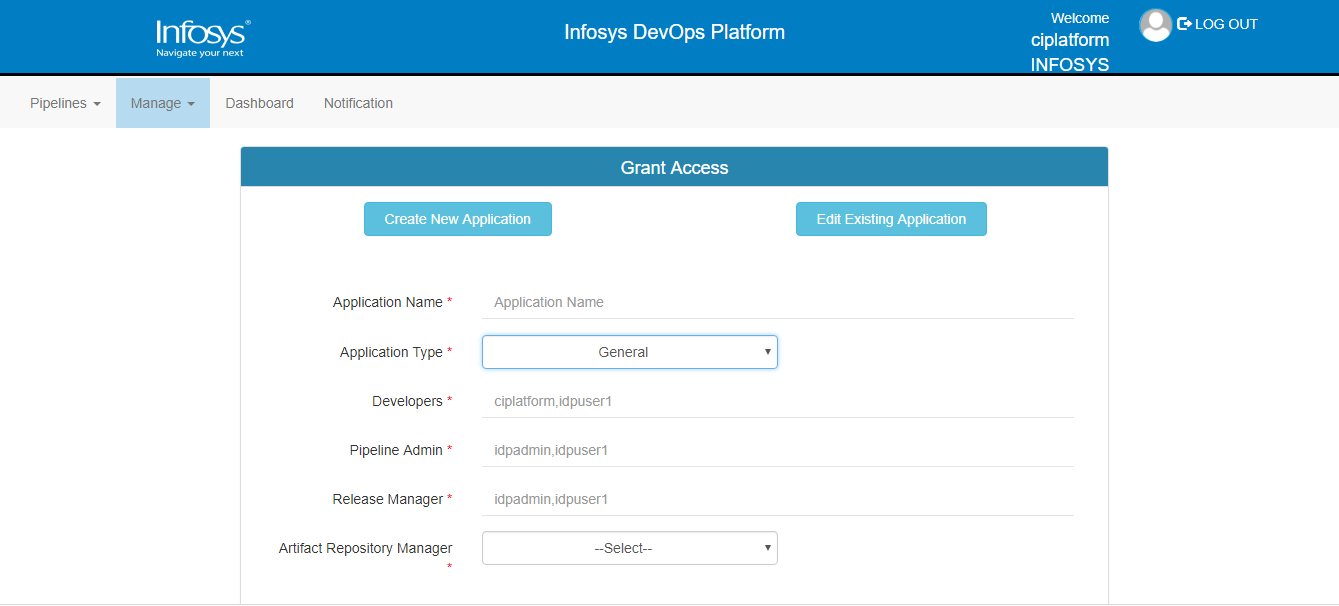 Infosys®
Navigate your next
Infosys DevOps Platform
Welcome
ciplatform
INFOSYS
LOG OUT
Pipelines Manage Dashboard Notification
Grant Access
Create New Application Edit Existing Application
Application Name * Application Name
Application Type * General
Developers * ciplatform,idpuser1
Pipeline Admin * idpadmin,idpuser1
Release Manager * idpadmin,idpuser1
Artifact Repository Manager --Select--
*